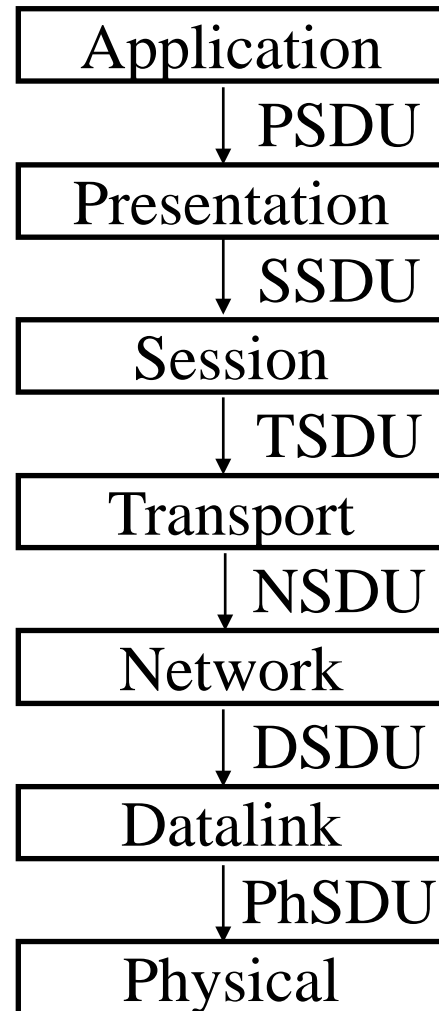 Application
PSDU
Presentation
SSDU
Session
TSDU
Transport
NSDU
Network
DSDU
Datalink
PhSDU
Physical